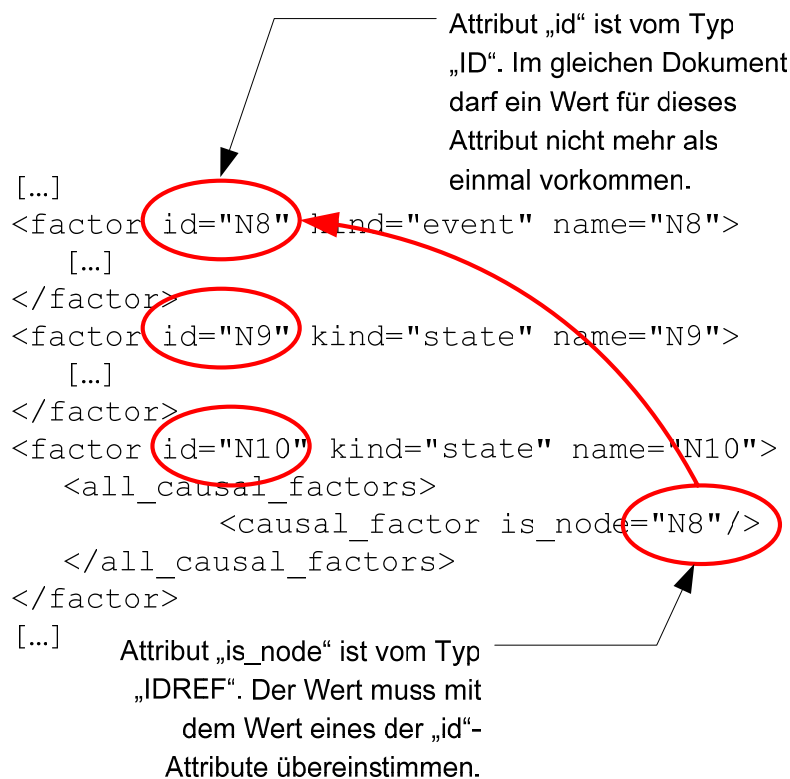 Attribut „id“ ist vom Typ
„ID“. Im gleichen Dokument
darf ein Wert für dieses
Attribut nicht mehr als
einmal vorkommen.
[…]
<factor id="N8" kind="event" name="N8">
[…]
</factor>
<factor id="N9" kind="state" name="N9">
[…]
</factor>
<factor id="N10" kind="state" name="N10">
<all_causal_factors>
<causal_factor is_node="N8"/>
</all_causal_factors>
</factor>
[…]
Attribut „is_node“ ist vom Typ
„IDREF“. Der Wert muss mit
dem Wert eines der „id“-
Attribute übereinstimmen.